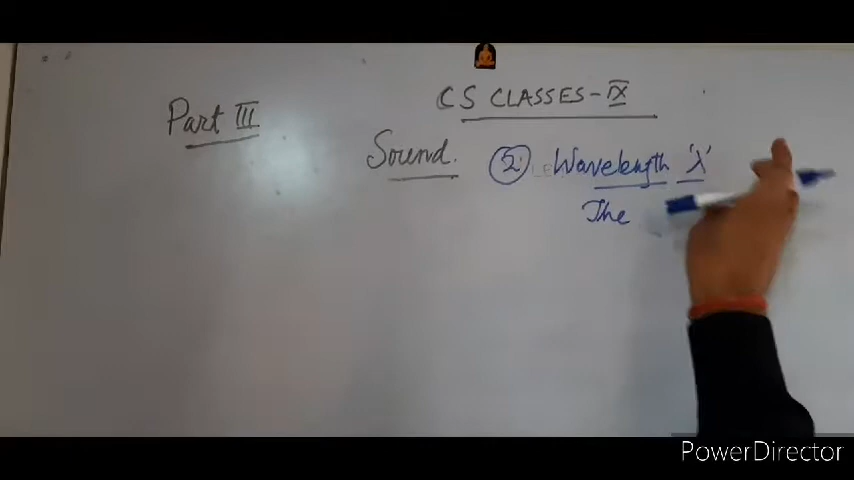 CS CLASSES-IX
Part III
Sound. ② Wavelength 'λ'
The
PowerDirector